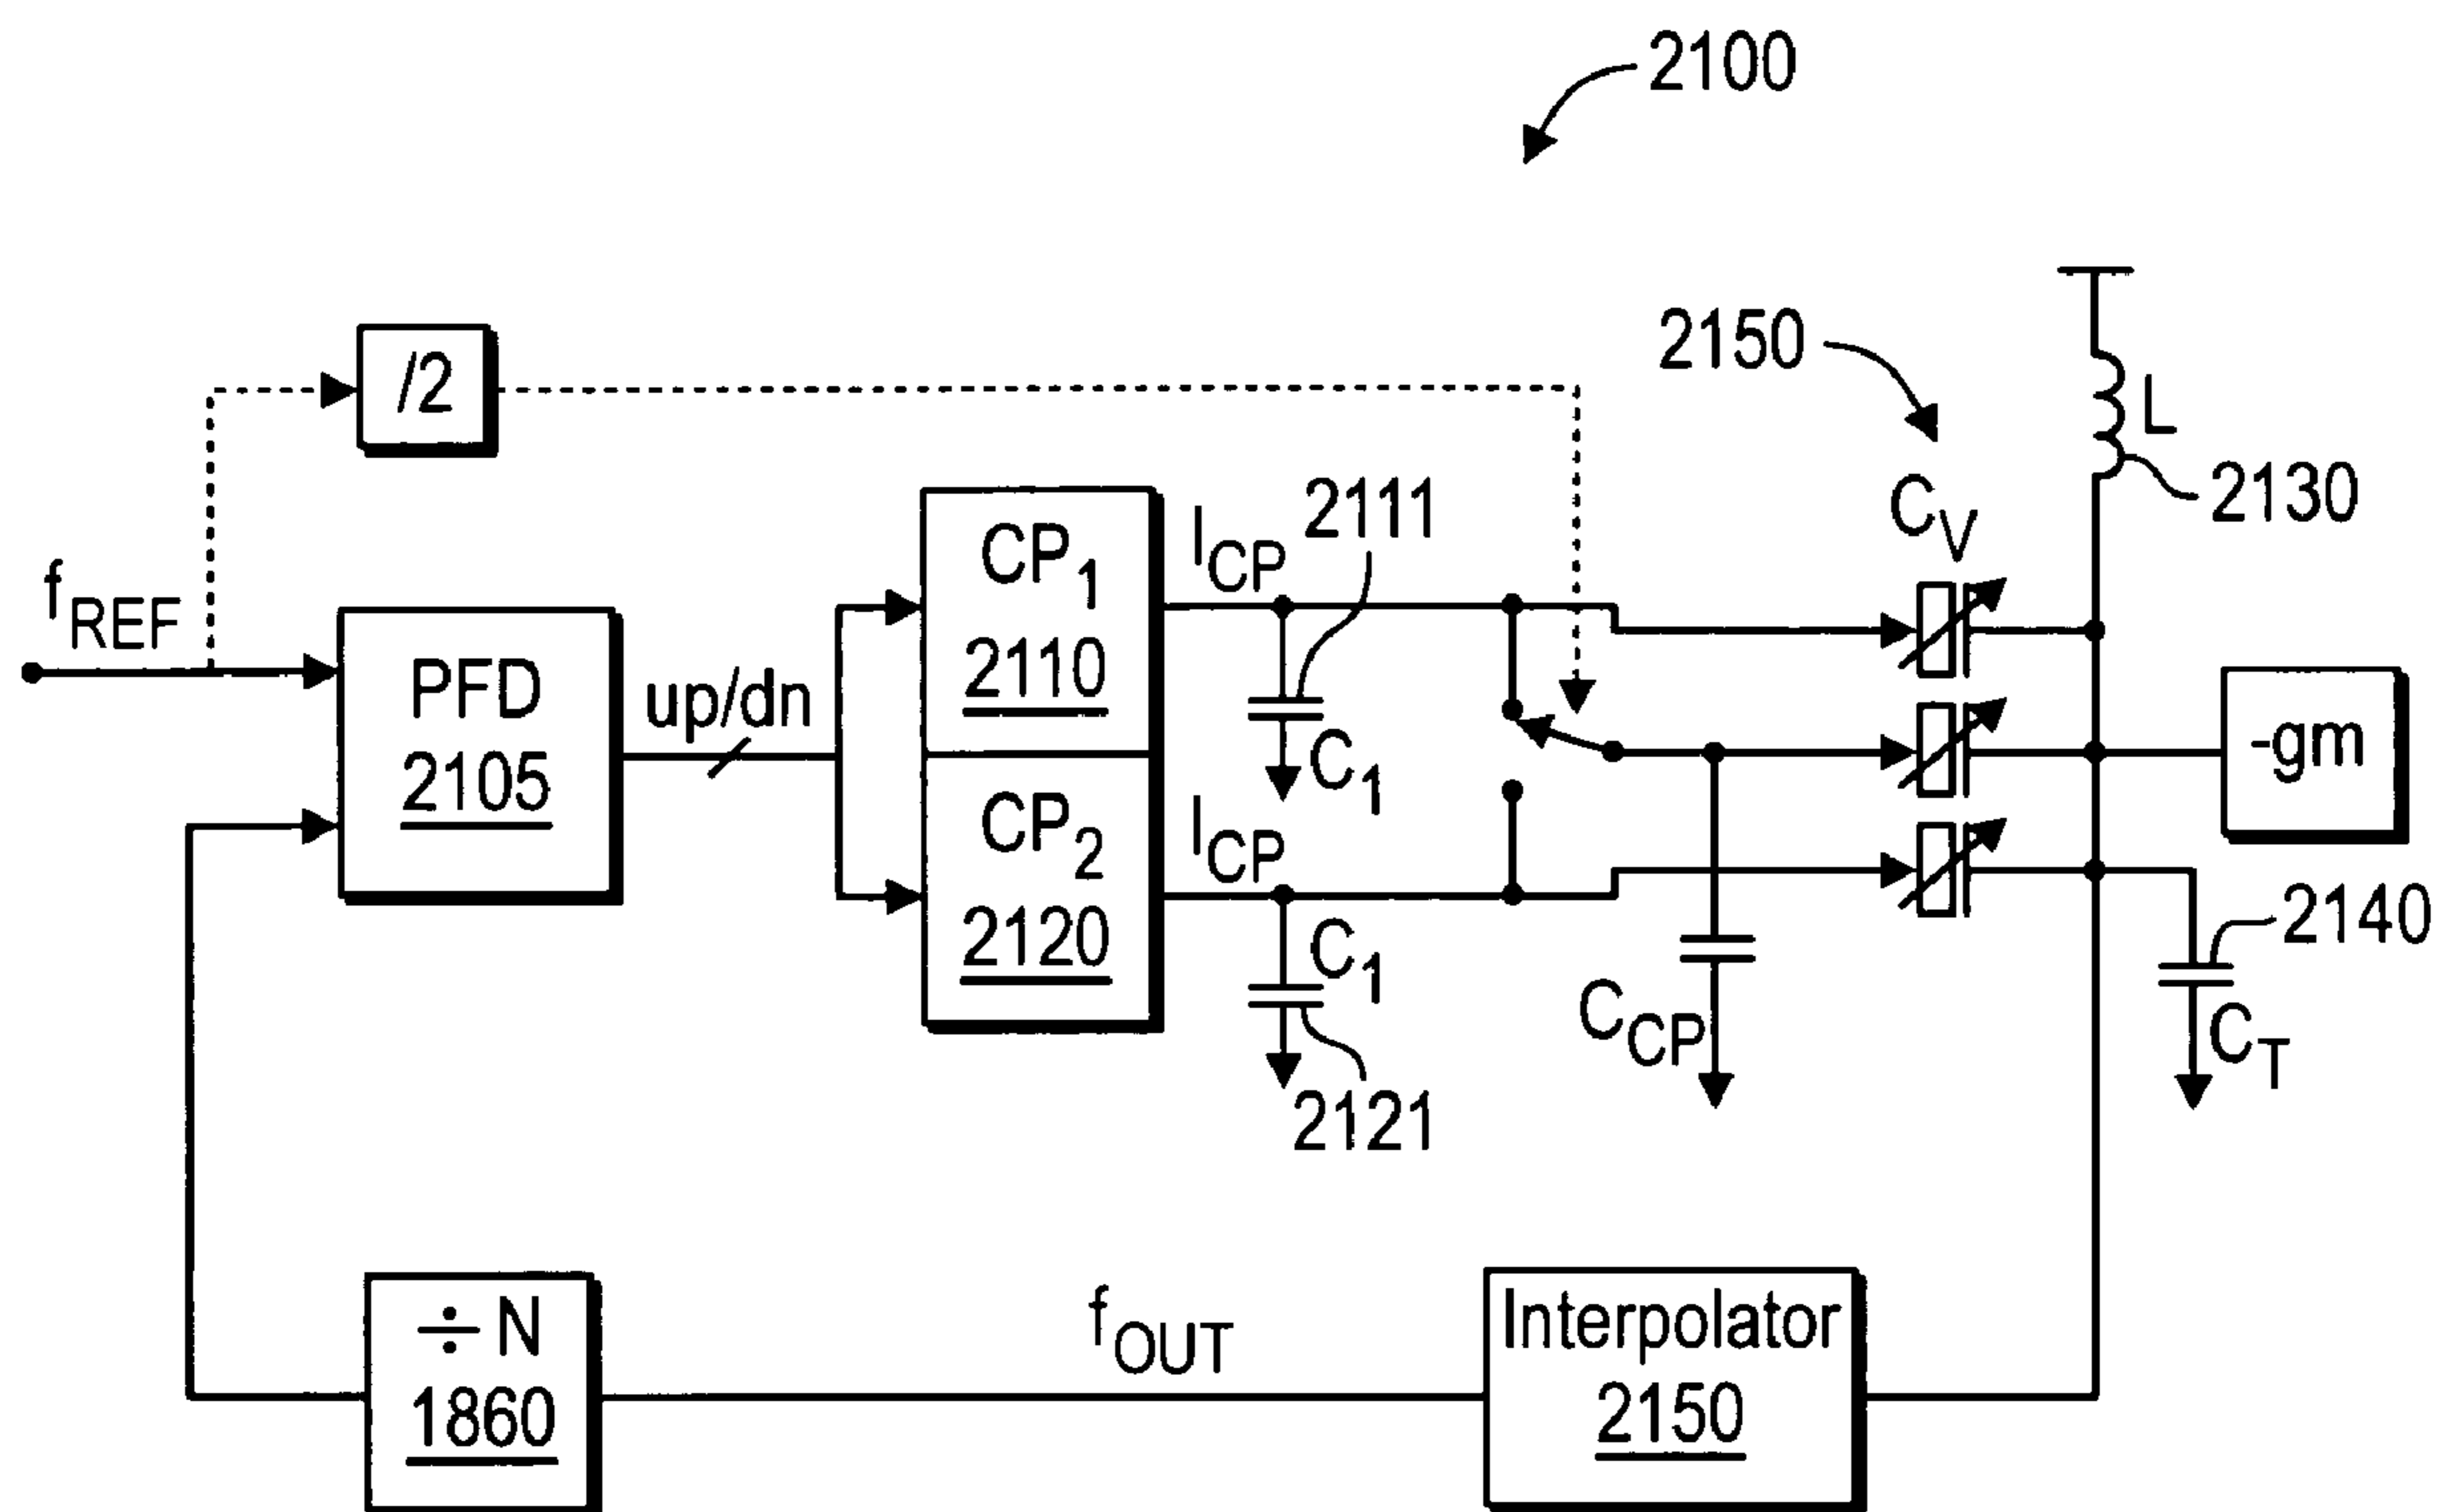 2100
/2
2150
L
2130
C_V
f_REF
PFD
2105
up/dn
CP_1
2110
CP_2
2120
I_CP
2111
C_1
I_CP
C_1
2121
C_CP
-gm
2140
C_T
÷ N
1860
f_OUT
Interpolator
2150